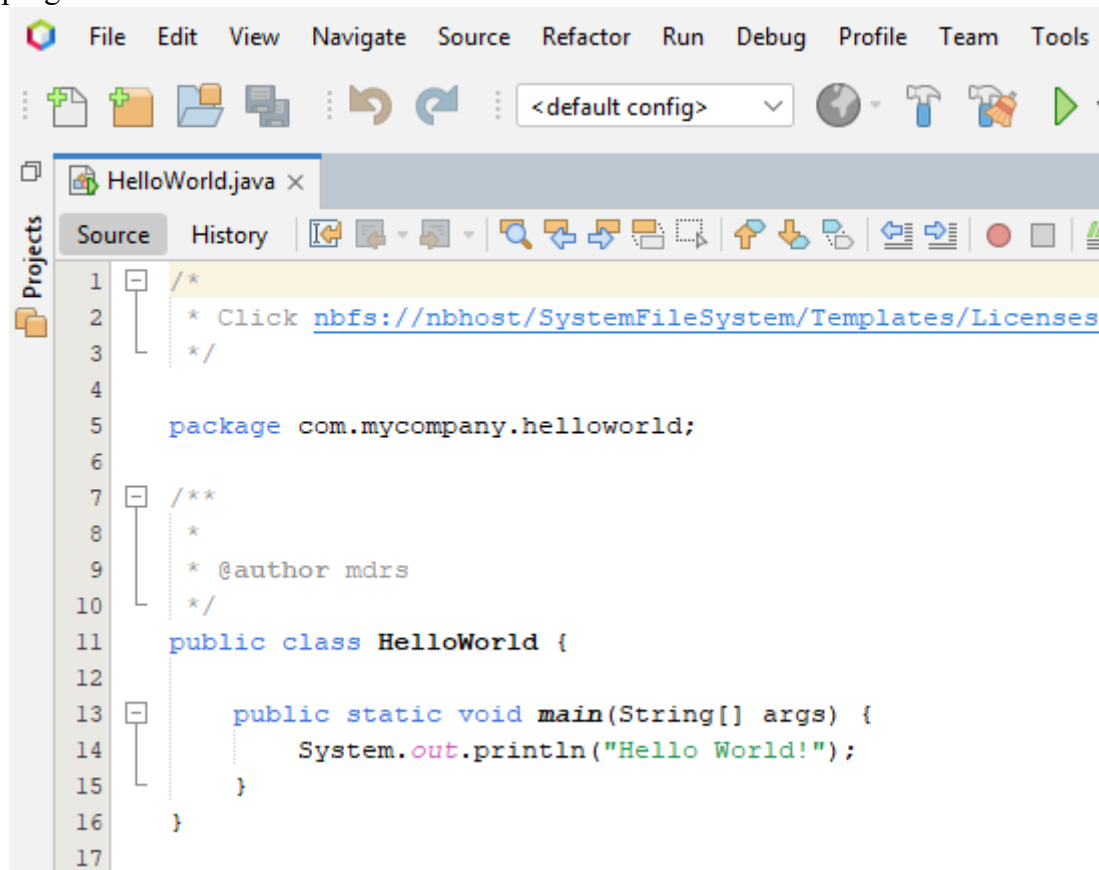 File Edit View Navigate Source Refactor Run Debug Profile Team Tools
<default config>
HelloWorld.java
Projects
Source History
1 /*
2 * Click nbfs://nbhost/SystemFileSystem/Templates/Licenses
3 */
4
5 package com.mycompany.helloworld;
6
7 /**
8 *
9 * @author mdrs
10 */
11 public class HelloWorld {
12
13 public static void main(String[] args) {
14 System.out.println("Hello World!");
15 }
16 }
17